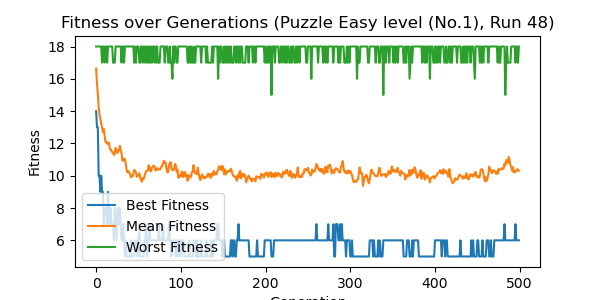 Fitness over Generations (Puzzle Easy level (No.1), Run 48)
18
16
14
12
10
8
6
Fitness
Best Fitness
Mean Fitness
Worst Fitness
0 100 200 300 400 500
Generation